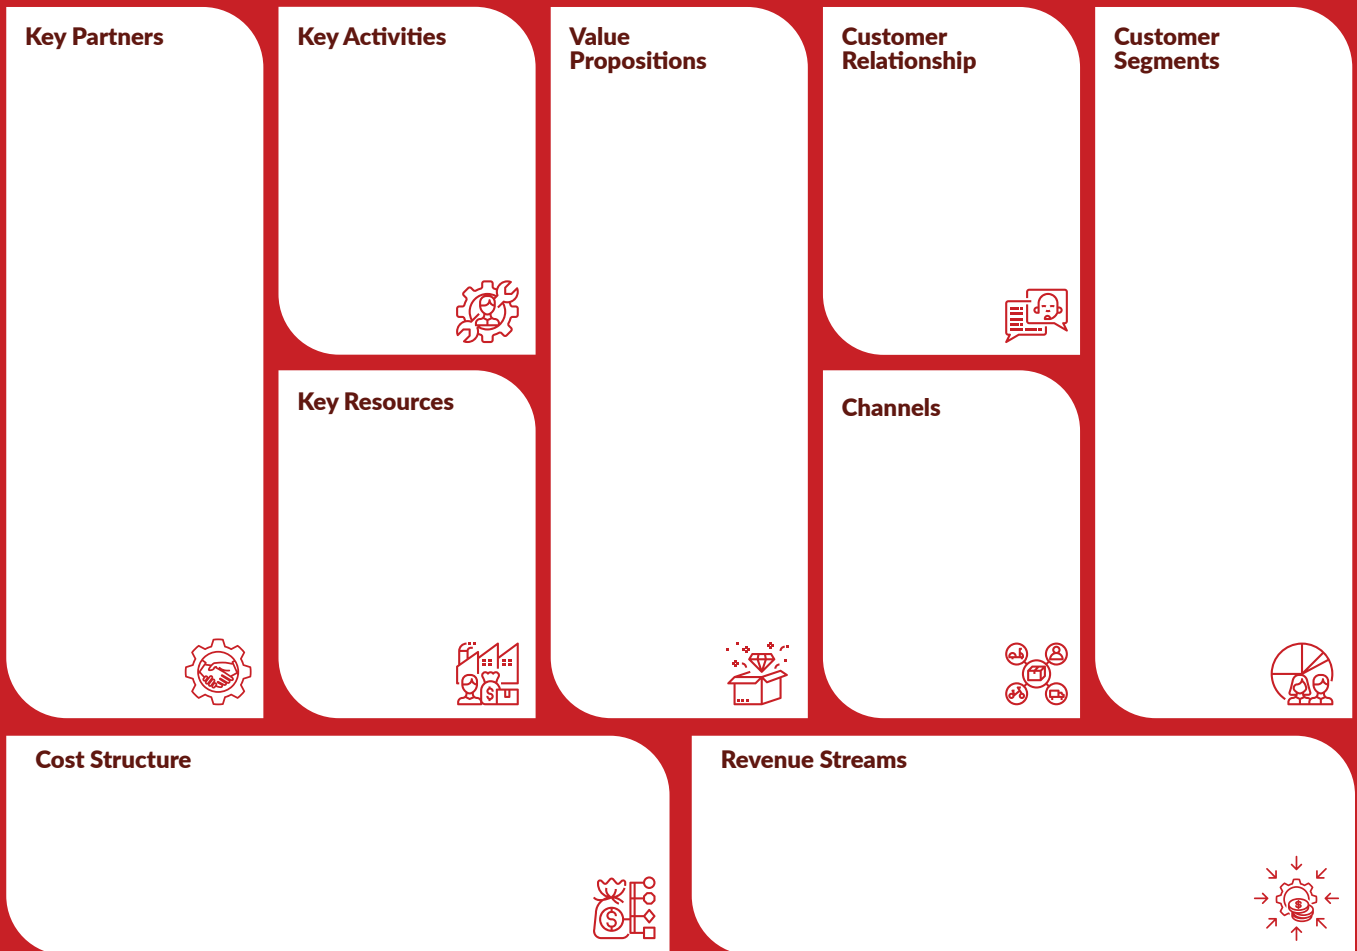 Key Partners
Key Activities
Value
Propositions
Customer
Relationship
Customer
Segments
Key Resources
Channels
Cost Structure
Revenue Streams